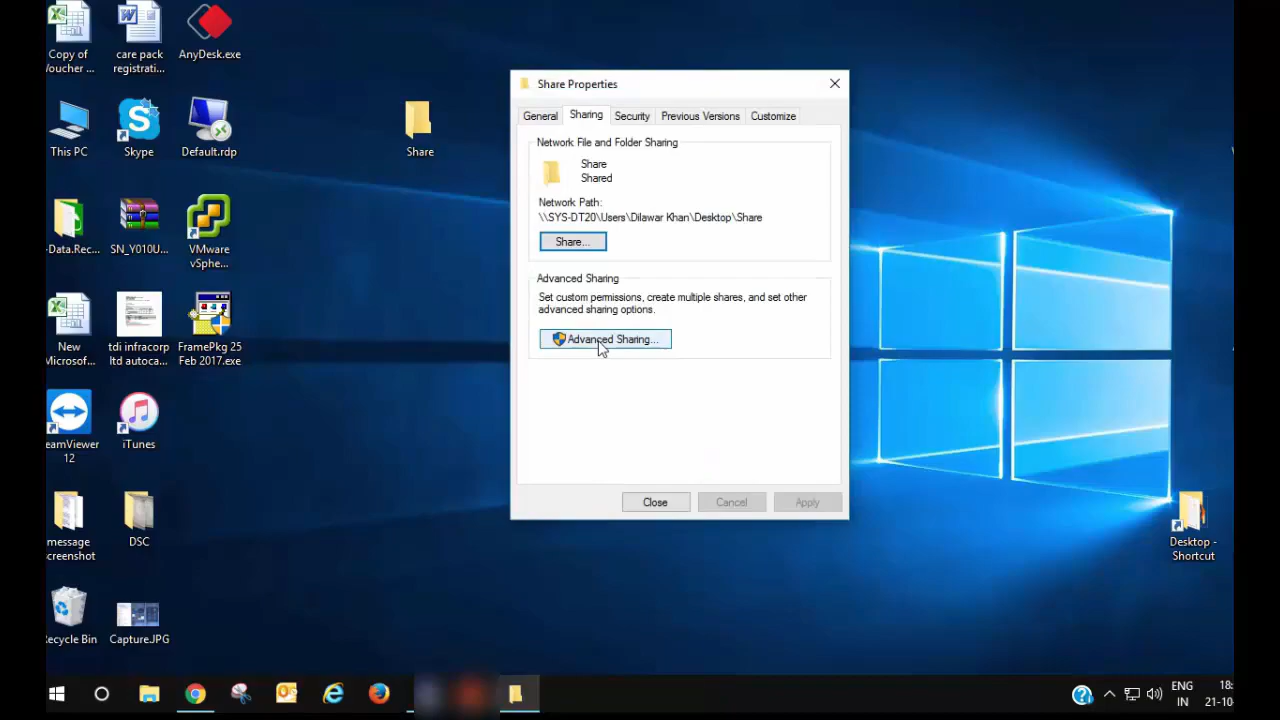 Copy of
Voucher ...
care pack
registrati...
AnyDesk.exe
This PC
Skype
Default.rdp
Share
-Data.Rec...
SN_Y010U...
VMware
vSphe...
New
Microsof...
tdi infracorp
ltd autoca...
FramePkg 25
Feb 2017.exe
eamViewer
12
iTunes
message
screenshot
DSC
Recycle Bin
Capture.JPG
Share Properties
General
Sharing
Security
Previous Versions
Customize
Network File and Folder Sharing
Share
Shared
Network Path:
\\SYS-DT20\Users\Dilawar Khan\Desktop\Share
Share...
Advanced Sharing
Set custom permissions, create multiple shares, and set other
advanced sharing options.
Advanced Sharing...
Close
Cancel
Apply
Desktop -
Shortcut
ENG
IN
18:
21-10-